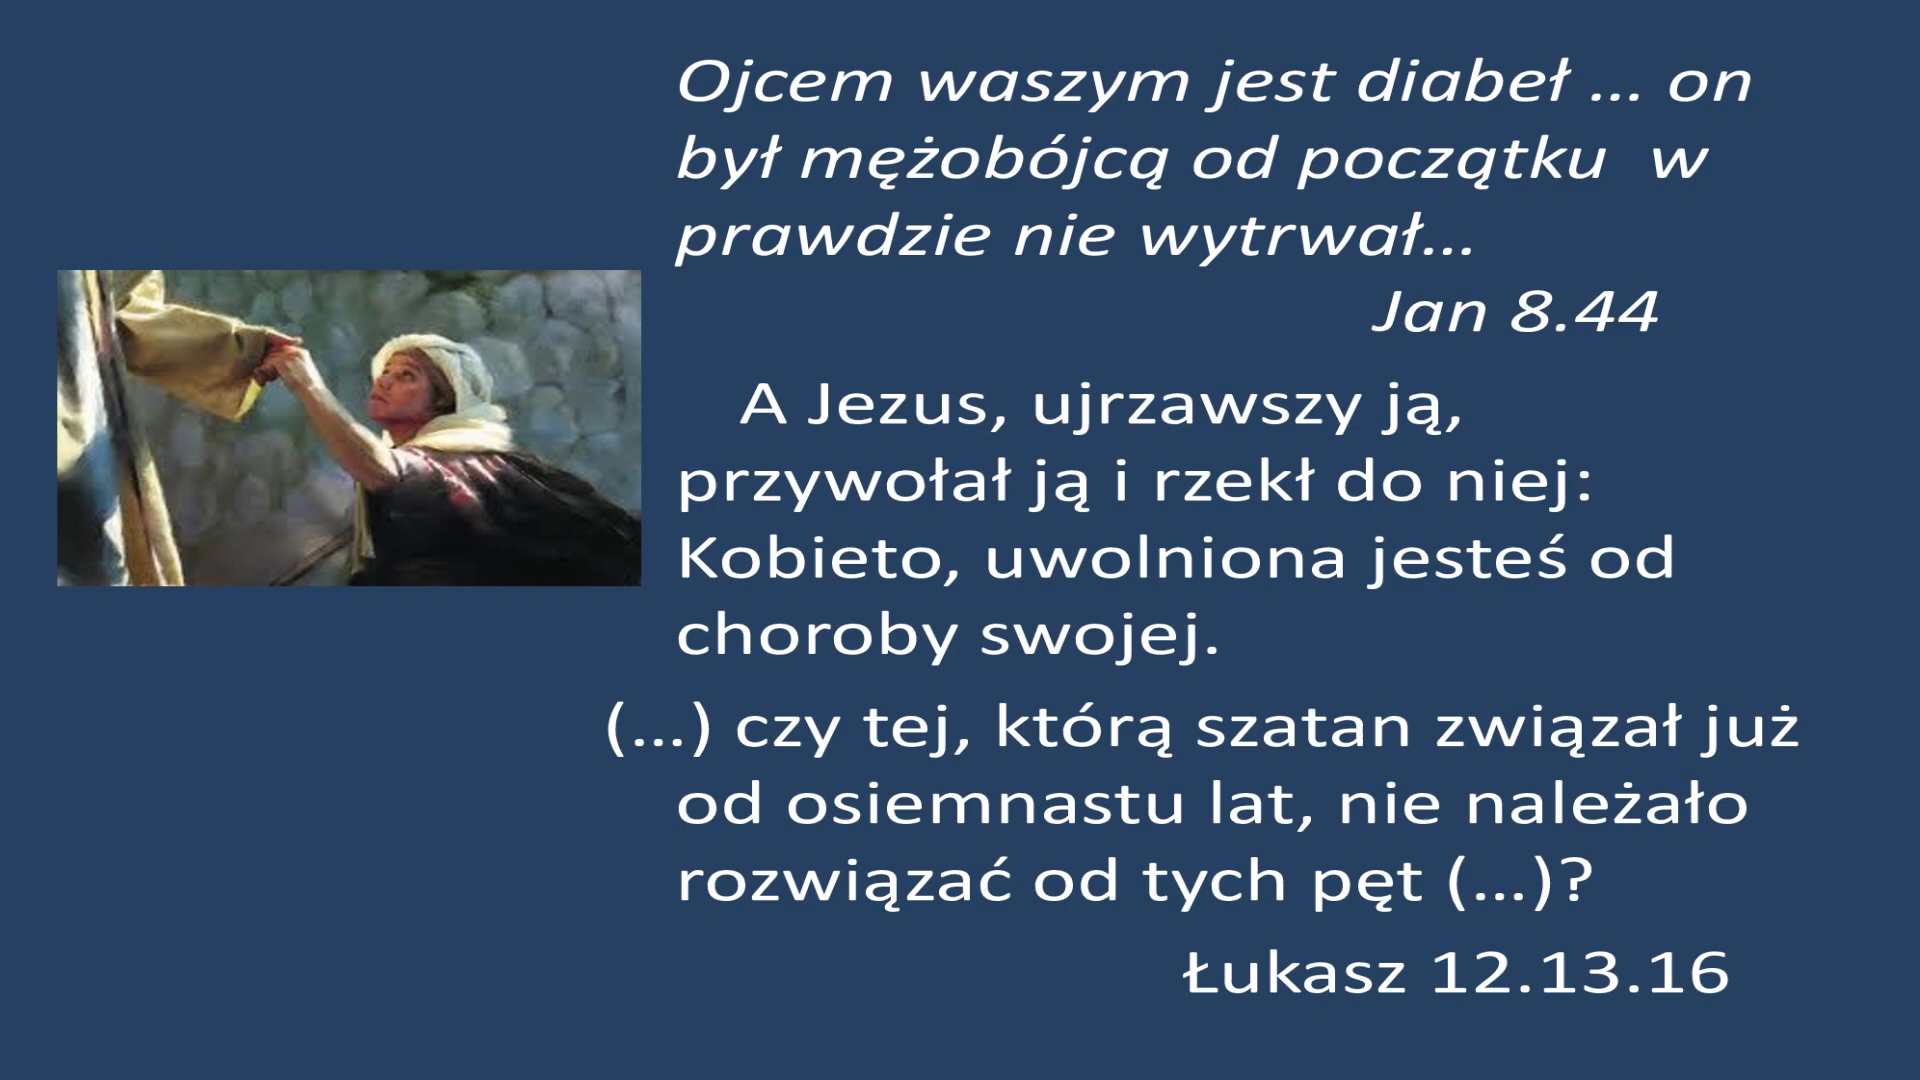 Ojcem waszym jest diabeł ... on
był mężobójcą od początku  w
prawdzie nie wytrwał...
Jan 8.44
A Jezus, ujrzawszy ją,
przywołał ją i rzekł do niej:
Kobieto, uwolniona jesteś od
choroby swojej.
(...) czy tej, którą szatan związał już
od osiemnastu lat, nie należało
rozwiązać od tych pęt (...)?
Łukasz 12.13.16